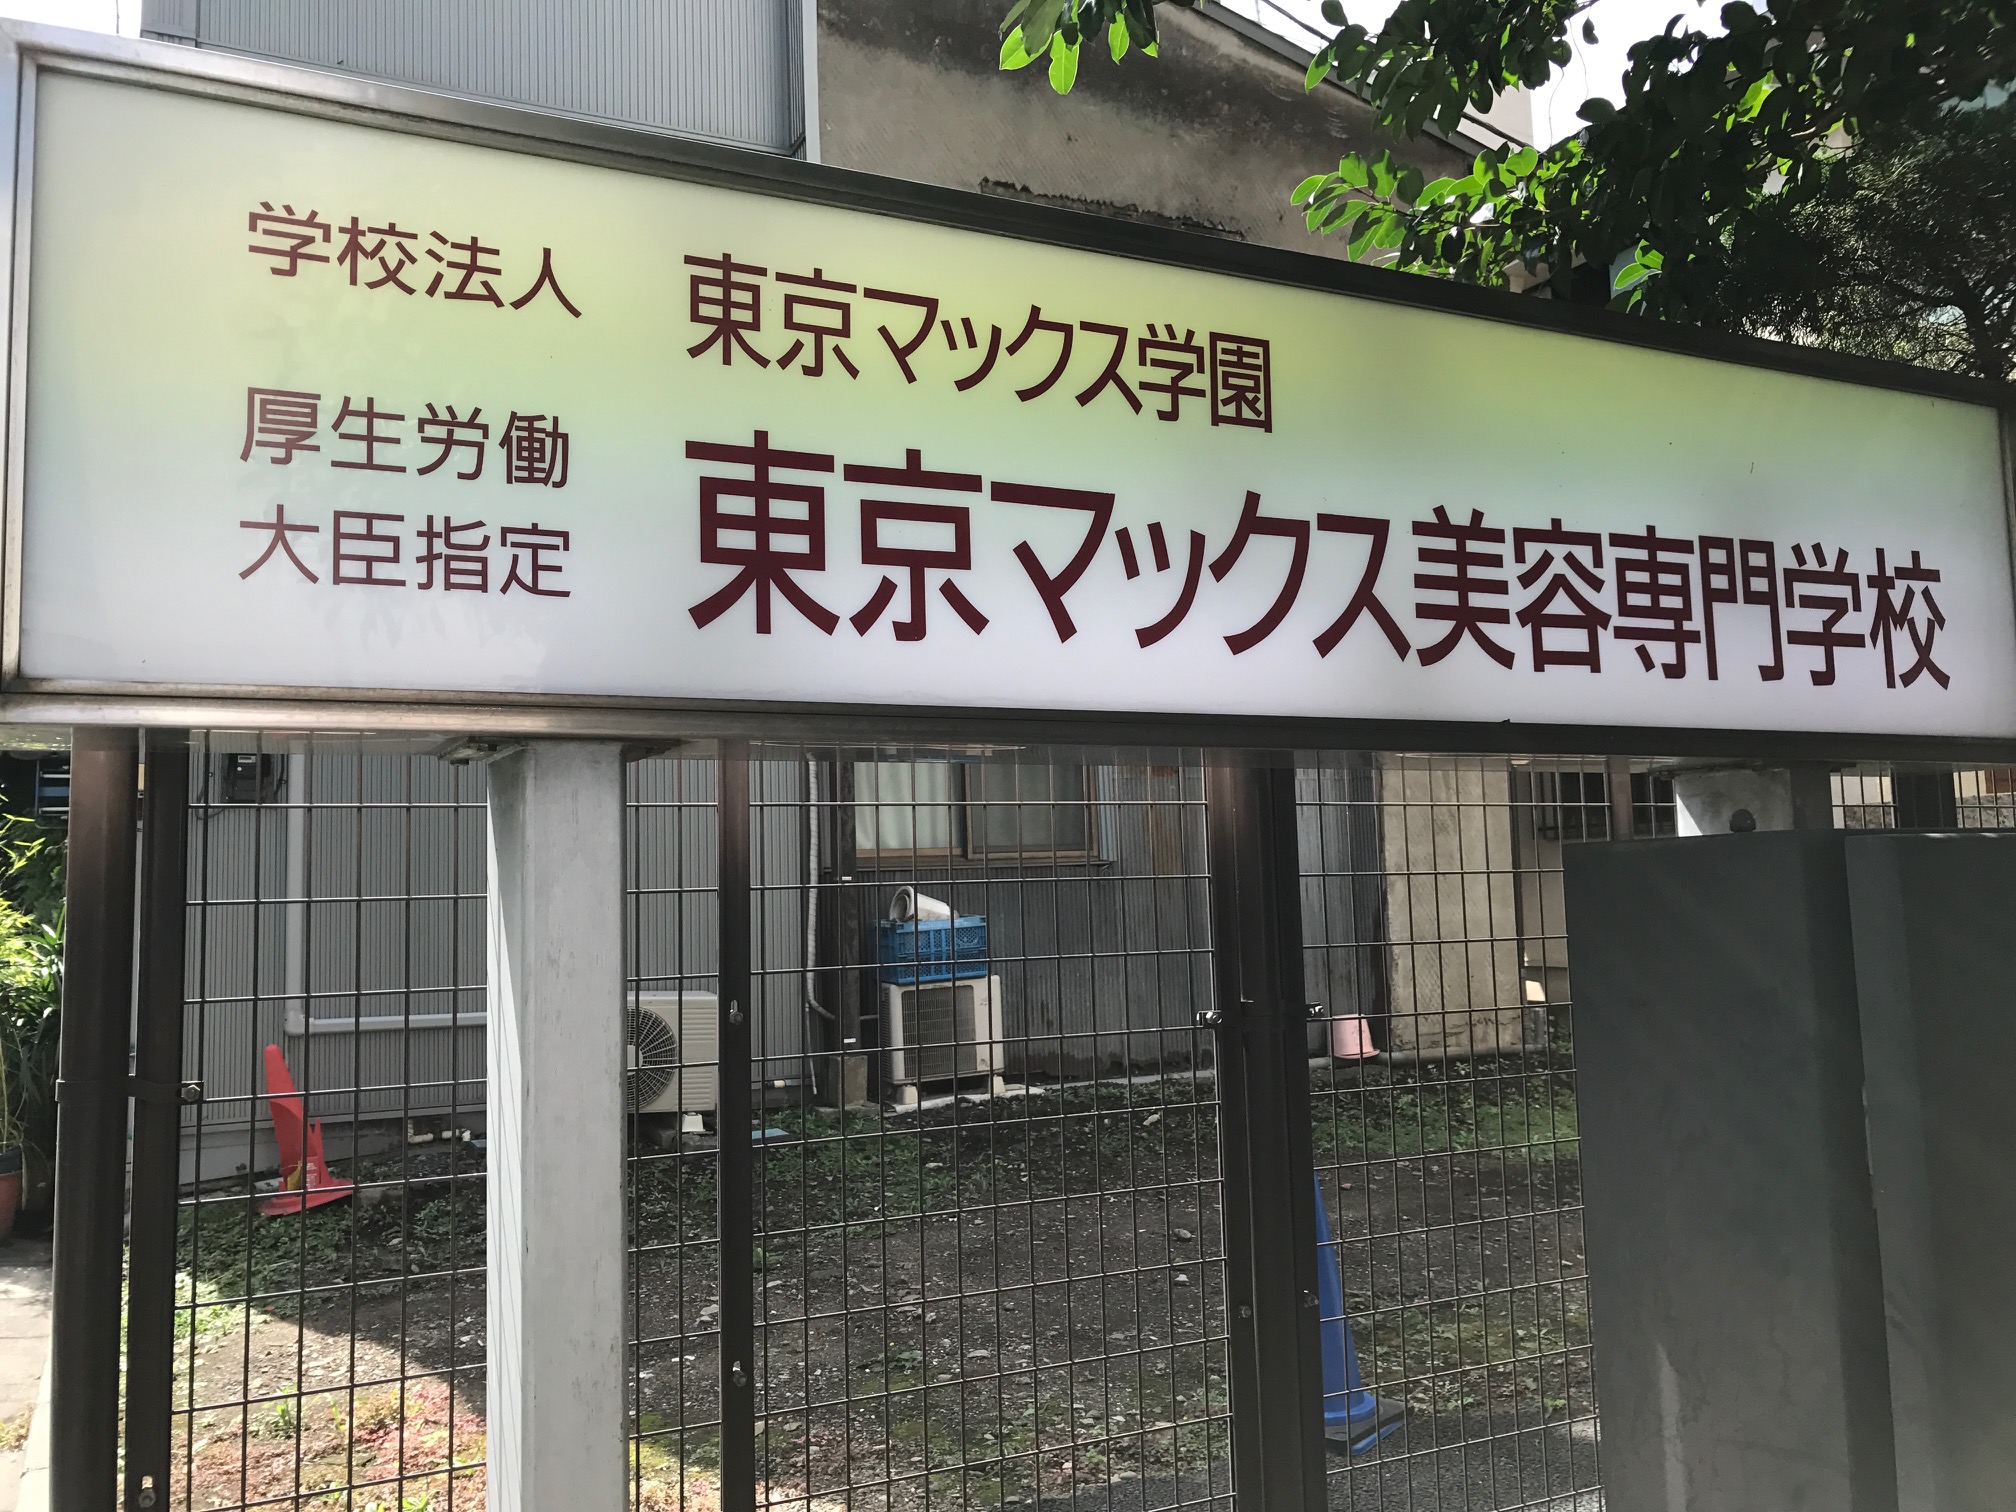 学校法人 東京マックス学園
厚生労働
大臣指定
東京マックス美容専門学校